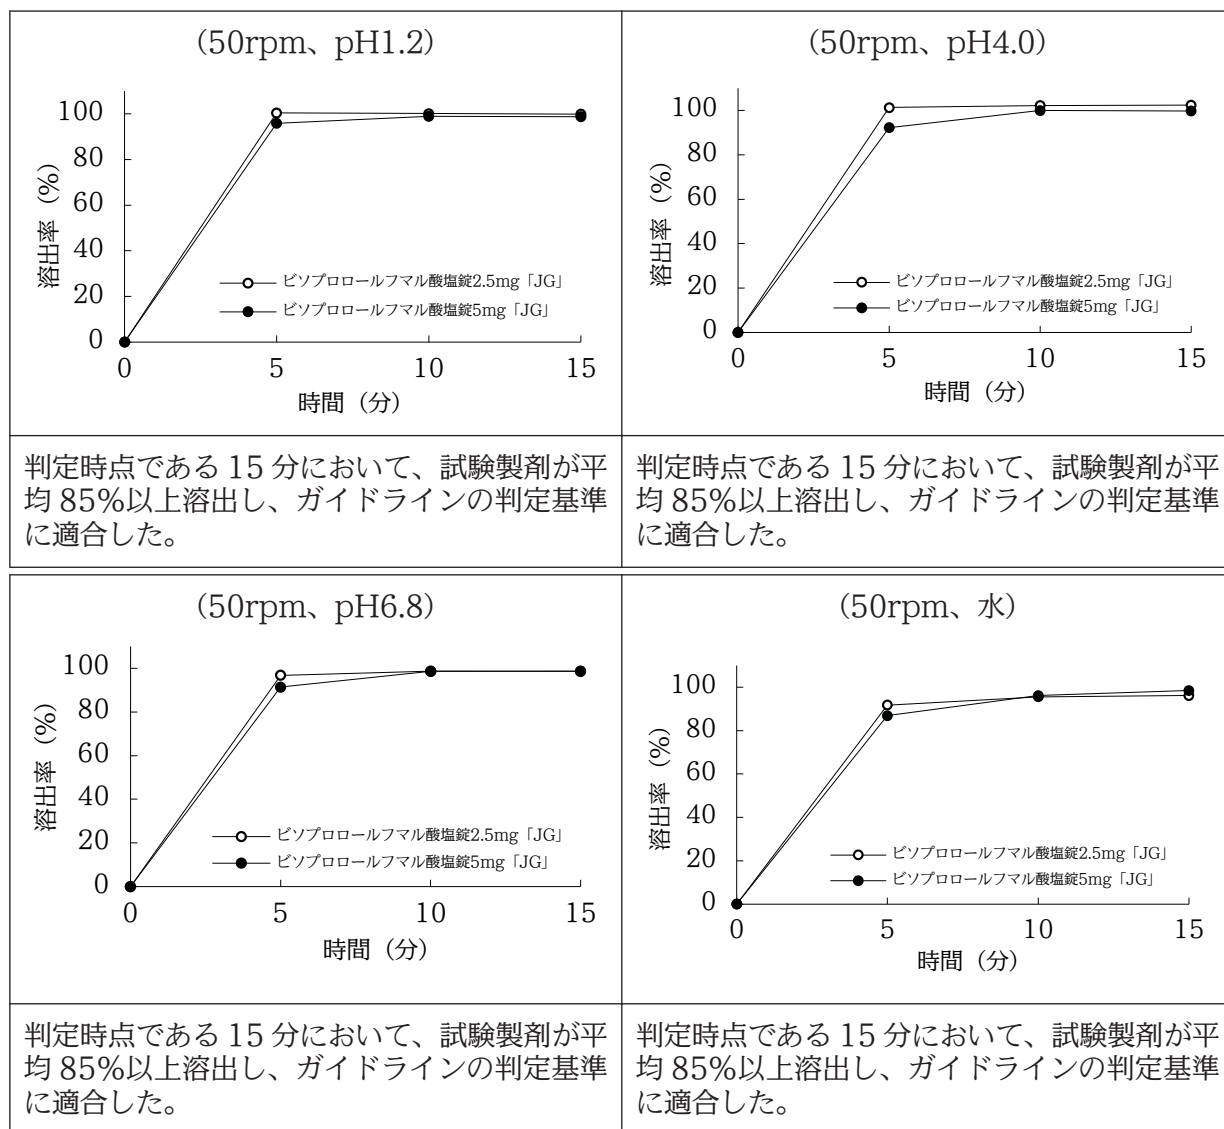 (50rpm、pH1.2)
100
80
60
40
20
0
溶出率 (%)
ビソプロロールフマル酸塩錠2.5mg「JG」
ビソプロロールフマル酸塩錠5mg「JG」
0 5 10 15
時間 (分)
判定時点である 15 分において、試験製剤が平
均 85%以上溶出し、ガイドラインの判定基準
に適合した。
(50rpm、pH4.0)
100
80
60
40
20
0
溶出率 (%)
ビソプロロールフマル酸塩錠2.5mg「JG」
ビソプロロールフマル酸塩錠5mg「JG」
0 5 10 15
時間 (分)
判定時点である 15 分において、試験製剤が平
均 85%以上溶出し、ガイドラインの判定基準
に適合した。
(50rpm、pH6.8)
100
80
60
40
20
0
溶出率 (%)
ビソプロロールフマル酸塩錠2.5mg「JG」
ビソプロロールフマル酸塩錠5mg「JG」
0 5 10 15
時間 (分)
判定時点である 15 分において、試験製剤が平
均 85%以上溶出し、ガイドラインの判定基準
に適合した。
(50rpm、水)
100
80
60
40
20
0
溶出率 (%)
ビソプロロールフマル酸塩錠2.5mg「JG」
ビソプロロールフマル酸塩錠5mg「JG」
0 5 10 15
時間 (分)
判定時点である 15 分において、試験製剤が平
均 85%以上溶出し、ガイドラインの判定基準
に適合した。